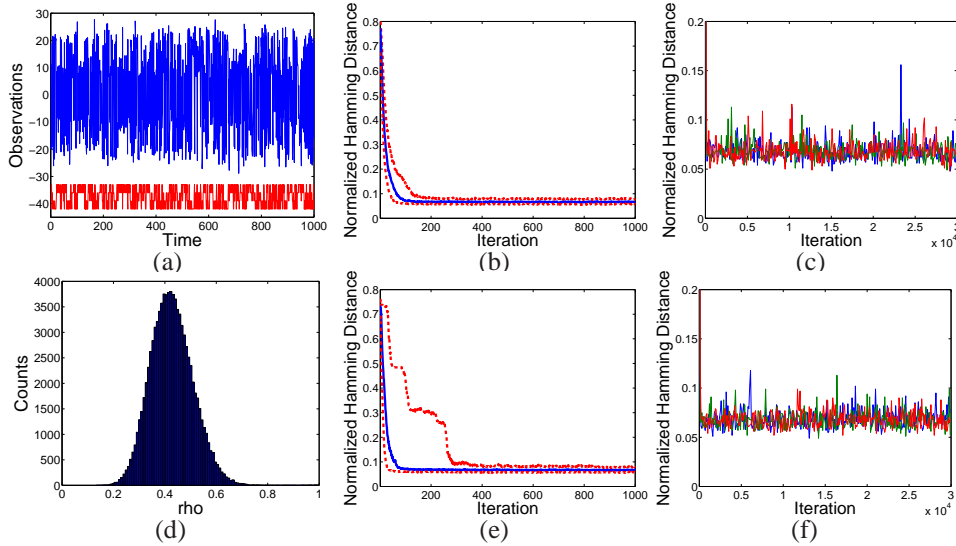 Observations
30
20
10
0
−10
−20
−30
−40
0 200 400 600 800 1000
Time
(a)
Normalized Hamming Distance
0.8
0.7
0.6
0.5
0.4
0.3
0.2
0.1
0
200 400 600 800 1000
Iteration
(b)
Normalized Hamming Distance
0.2
0.15
0.1
0.05
0
0 0.5 1 1.5 2 2.5 3
x 10⁴
Iteration
(c)
Counts
4000
3500
3000
2500
2000
1500
1000
500
0
0 0.2 0.4 0.6 0.8 1
rho
(d)
Normalized Hamming Distance
0.8
0.7
0.6
0.5
0.4
0.3
0.2
0.1
0
200 400 600 800 1000
Iteration
(e)
Normalized Hamming Distance
0.2
0.15
0.1
0.05
0
0 0.5 1 1.5 2 2.5 3
x 10⁴
Iteration
(f)